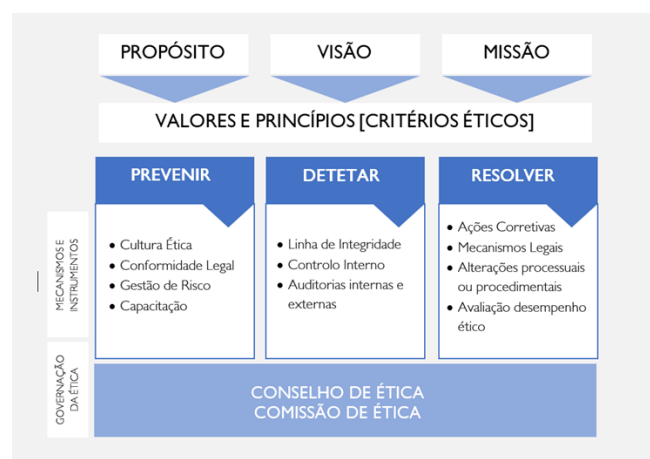 PROPÓSITO
VISÃO
MISSÃO
VALORES E PRINCÍPIOS [CRITÉRIOS ÉTICOS]
PREVENIR
DETETAR
RESOLVER
MECANISMOS E
INSTRUMENTOS
• Cultura Ética
• Conformidade Legal
• Gestão de Risco
• Capacitação
• Linha de Integridade
• Controlo Interno
• Auditorias internas e
externas
• Ações Corretivas
• Mecanismos Legais
• Alterações processuais
ou procedimentais
• Avaliação desempenho
ético
GOVERNAÇÃO
DA ÉTICA
CONSELHO DE ÉTICA
COMISSÃO DE ÉTICA